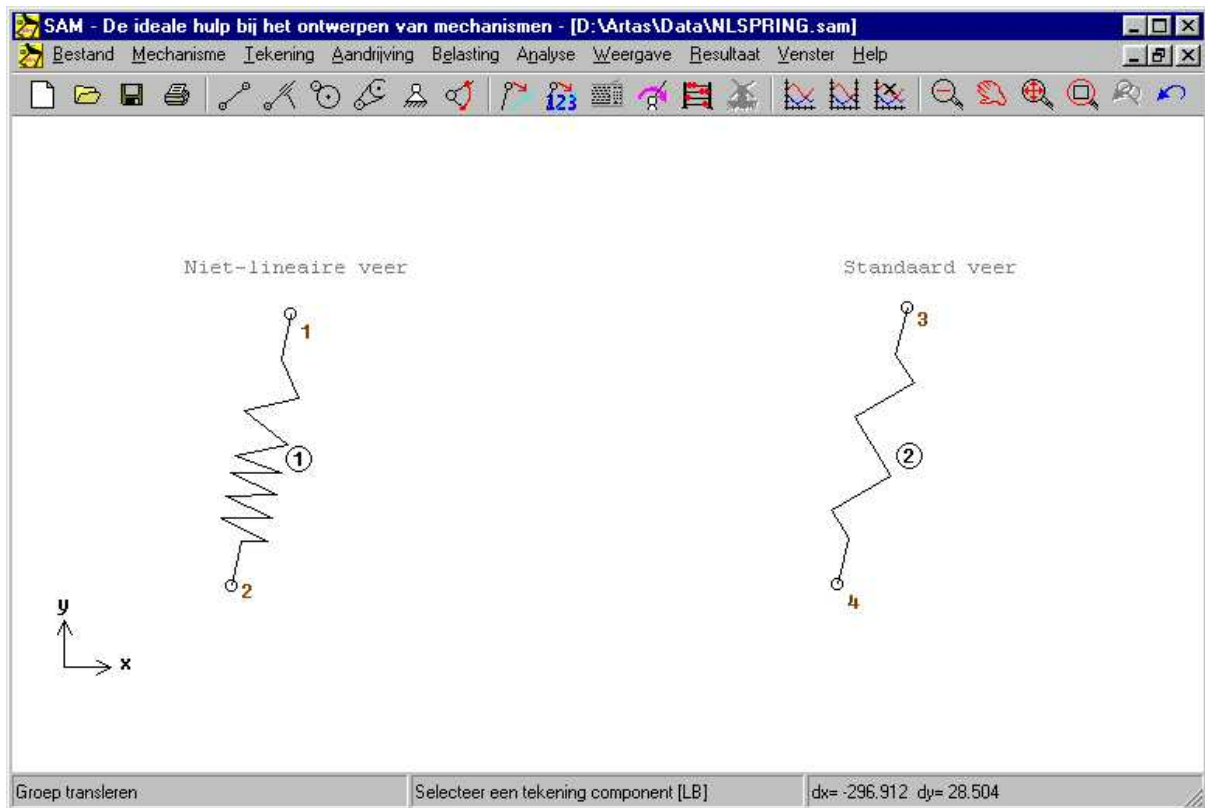 SAM - De ideale hulp bij het ontwerpen van mechanismen - [D:\Artas\Data\NLSPRING.sam]
Bestand Mechanisme Tekening Aandrijving Belasting Analyse Weergave Resultaat Venster Help
123
Niet-lineaire veer Standaard veer
1 3
1 2
2 4
y
x
Groep transleren Selecteer een tekening component [LB] dx= -296.912 dy= 28.504